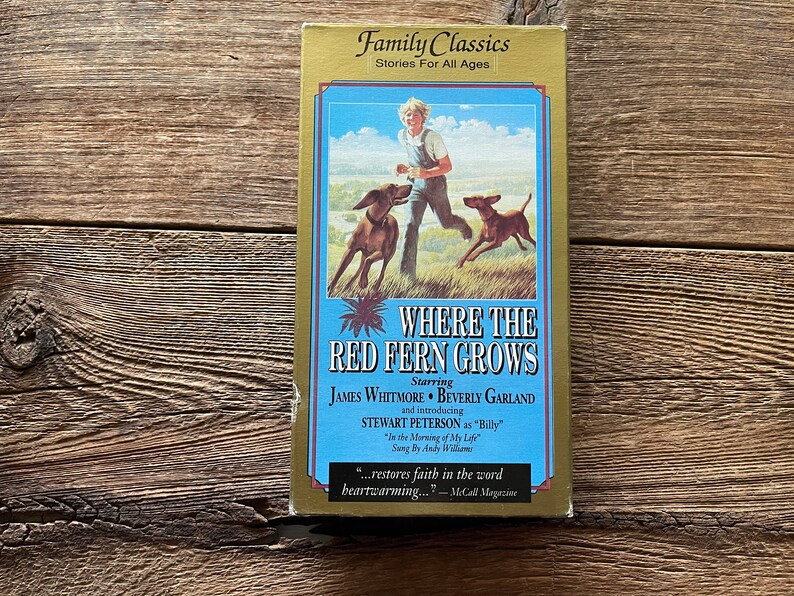 Family Classics
Stories For All Ages
WHERE THE
RED FERN GROWS
Starring
JAMES WHITMORE • BEVERLY GARLAND
and introducing
STEWART PETERSON as "Billy"
"In the Morning of My Life"
Sung By Andy Williams
"...restores faith in the word
heartwarming..." — McCall Magazine